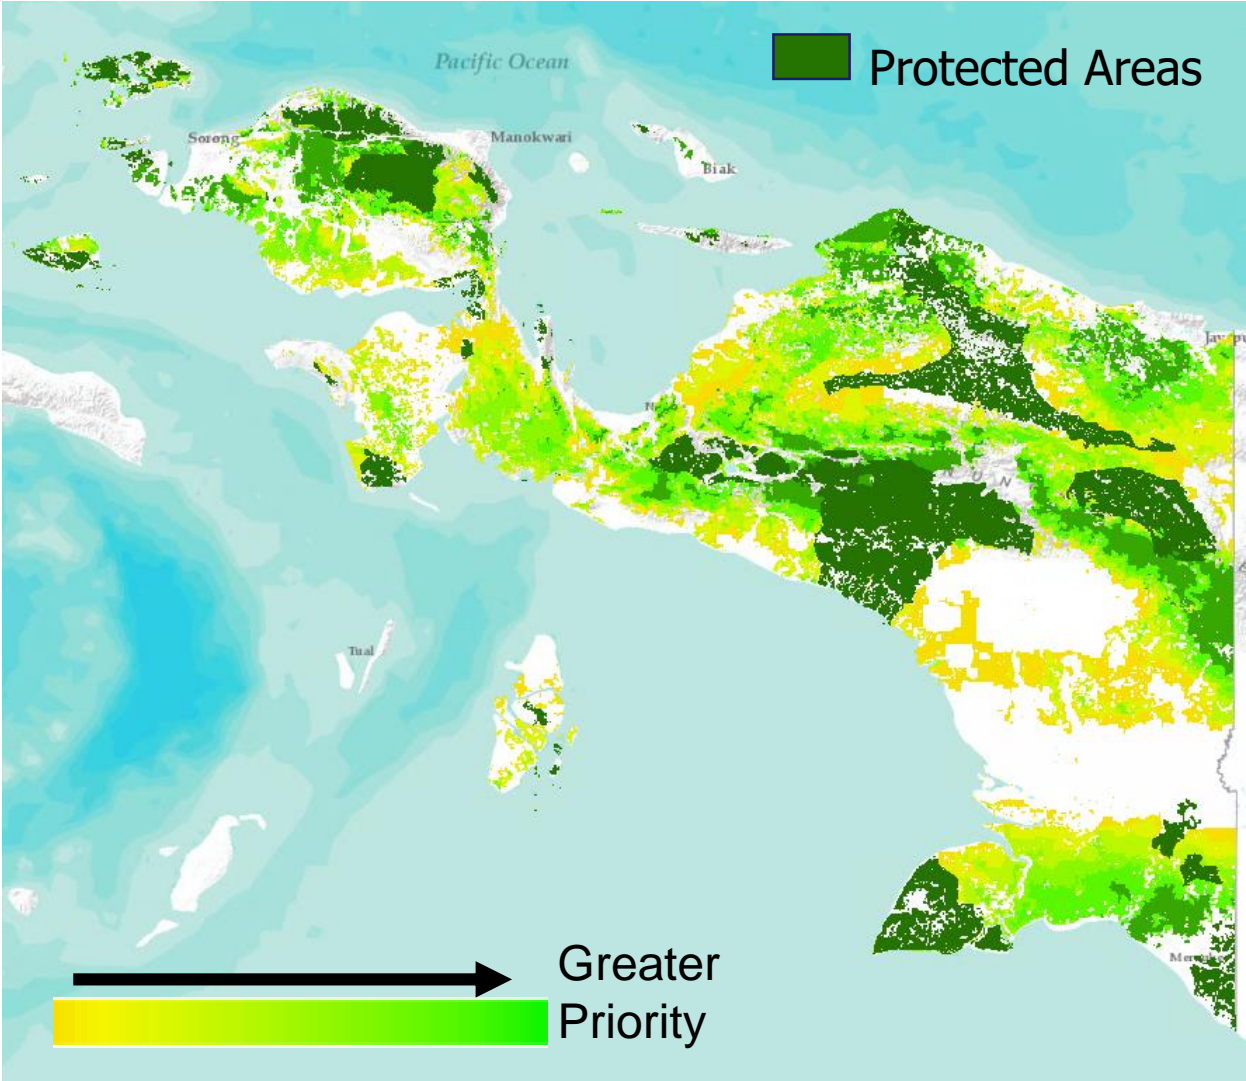 Pacific Ocean
Protected Areas
Sorong
Manokwari
Biak
Tual
Greater
Priority